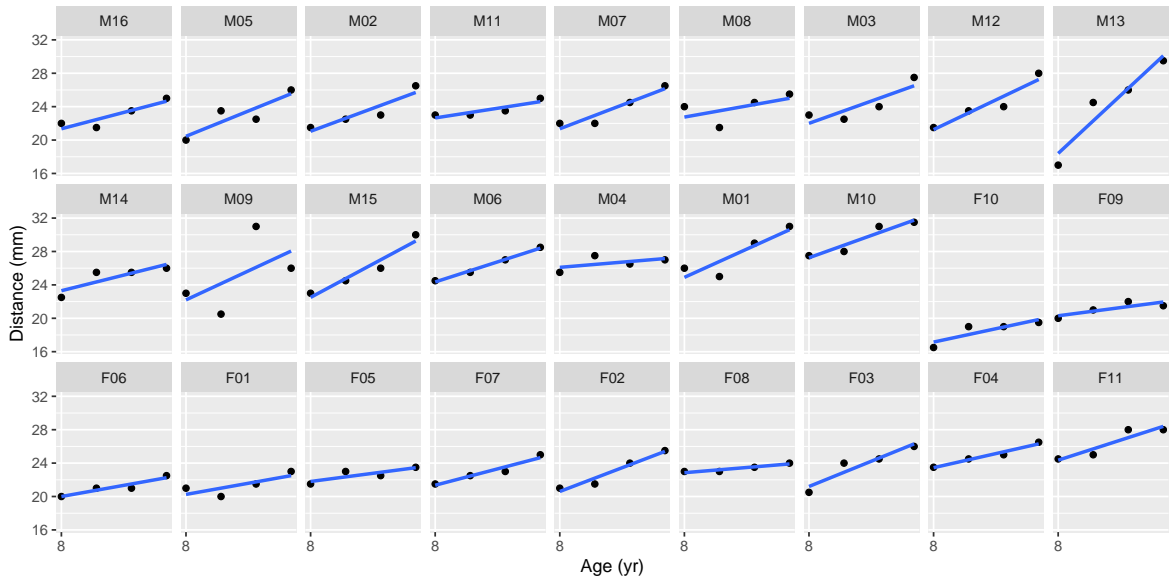 M16 M05 M02 M11 M07 M08 M03 M12 M13
32
28
24
20
16
M14 M09 M15 M06 M04 M01 M10 F10 F09
32
28
24
20
16
F06 F01 F05 F07 F02 F08 F03 F04 F11
32
28
24
20
16
8 8 8 8 8 8 8 8 8
Distance (mm)
Age (yr)